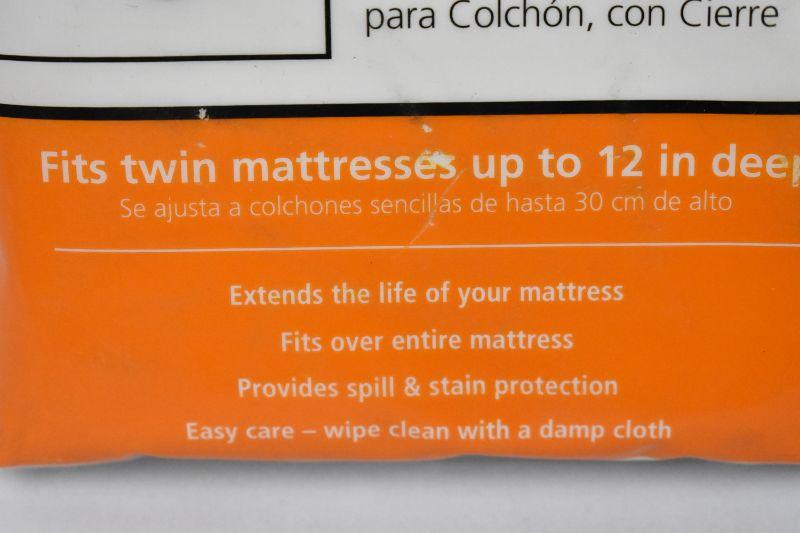 para Colchón, con Cierre
Fits twin mattresses up to 12 in deep
Se ajusta a colchones sencillas de hasta 30 cm de alto
Extends the life of your mattress
Fits over entire mattress
Provides spill & stain protection
Easy care – wipe clean with a damp cloth